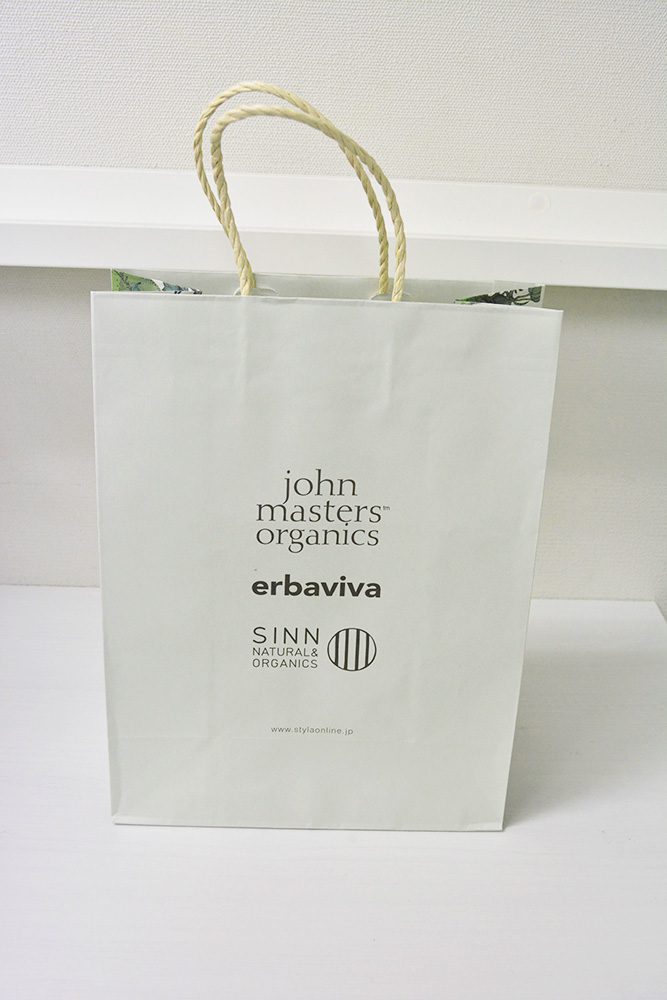 john
masters™
organics
erbaviva
SINN
NATURAL&
ORGANICS
www.stylaonline.jp